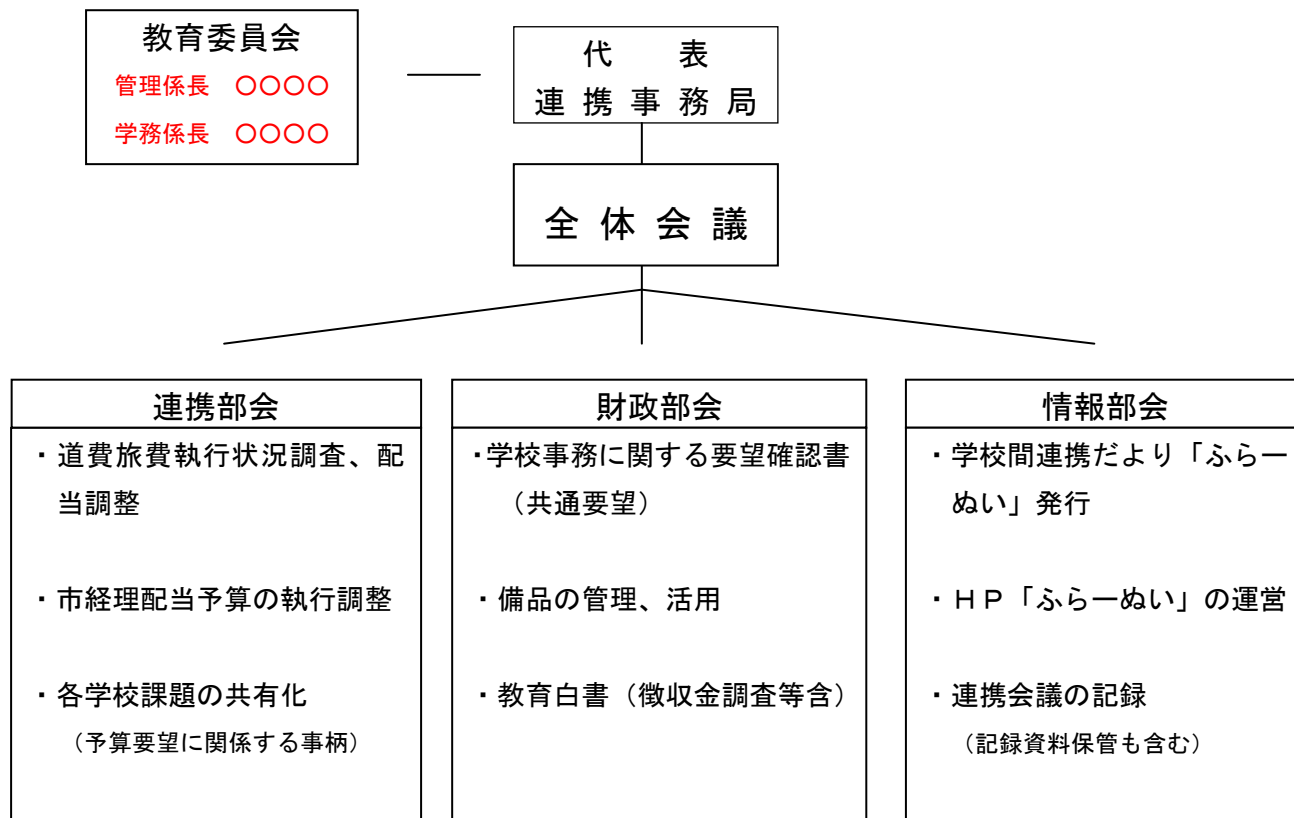 教育委員会
管理係長　〇〇〇〇
学務係長　〇〇〇〇
代　　表
連 携 事 務 局
全 体 会 議
連携部会
・道費旅費執行状況調査、配
当調整
・市経理配当予算の執行調整
・各学校課題の共有化
（予算要望に関係する事柄）
財政部会
・学校事務に関する要望確認書
（共通要望）
・備品の管理、活用
・教育白書（徴収金調査等含）
情報部会
・学校間連携だより「ふらー
ぬい」発行
・ＨＰ「ふらーぬい」の運営
・連携会議の記録
（記録資料保管も含む）